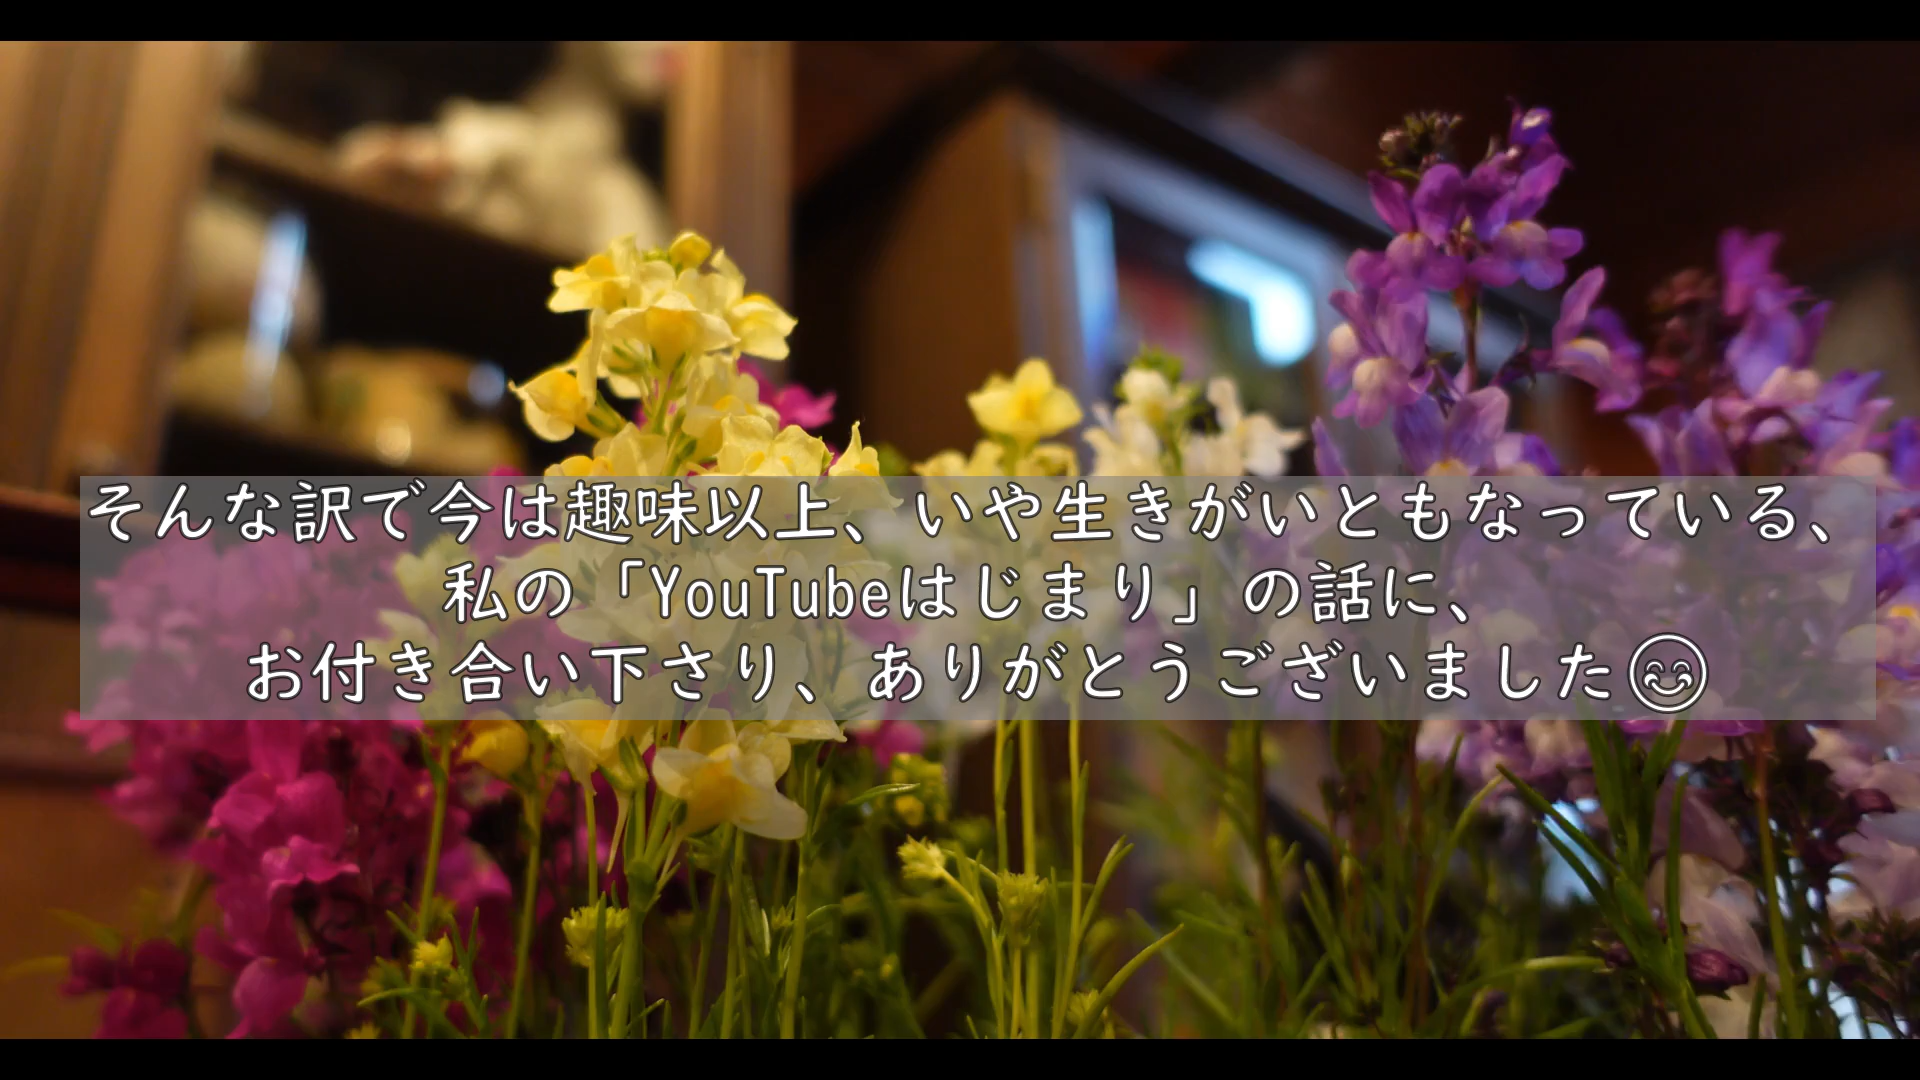 そんな訳で今は趣味以上、いや生きがいともなっている、
私の「YouTubeはじまり」の話に、
お付き合い下さり、ありがとうございました😊